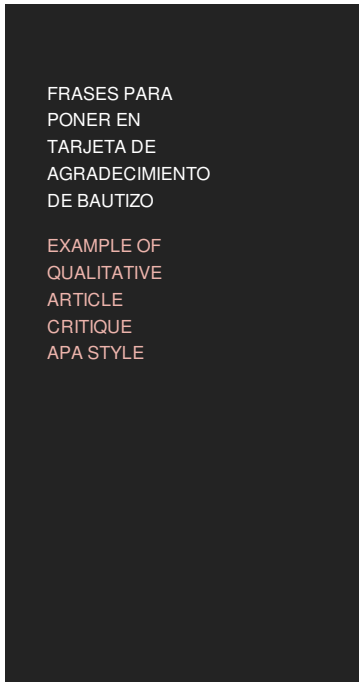 FRASES PARA
PONER EN
TARJETA DE
AGRADECIMIENTO
DE BAUTIZO
EXAMPLE OF
QUALITATIVE
ARTICLE
CRITIQUE
APA STYLE